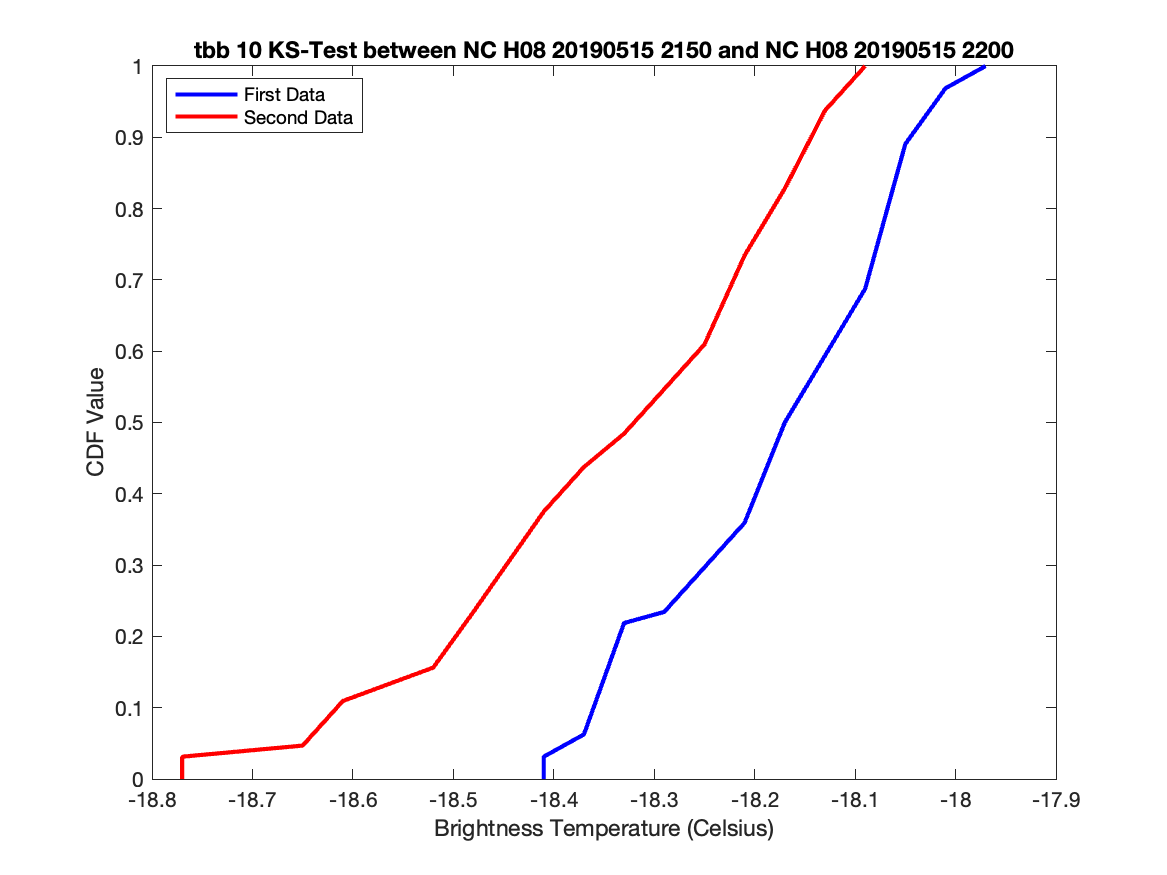 tbb 10 KS-Test between NC H08 20190515 2150 and NC H08 20190515 2200
First Data
Second Data
CDF Value
1
0.9
0.8
0.7
0.6
0.5
0.4
0.3
0.2
0.1
0
-18.8 -18.7 -18.6 -18.5 -18.4 -18.3 -18.2 -18.1 -18 -17.9
Brightness Temperature (Celsius)